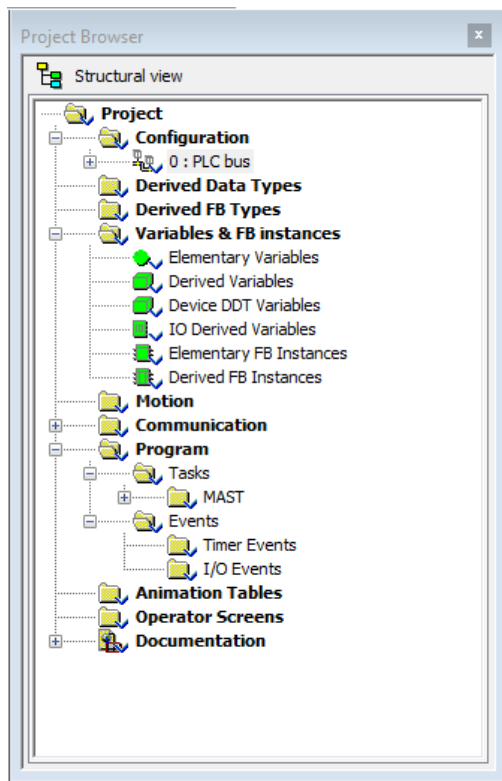 Project Browser
Structural view
Project
Configuration
0 : PLC bus
Derived Data Types
Derived FB Types
Variables & FB instances
Elementary Variables
Derived Variables
Device DDT Variables
IO Derived Variables
Elementary FB Instances
Derived FB Instances
Motion
Communication
Program
Tasks
MAST
Events
Timer Events
I/O Events
Animation Tables
Operator Screens
Documentation